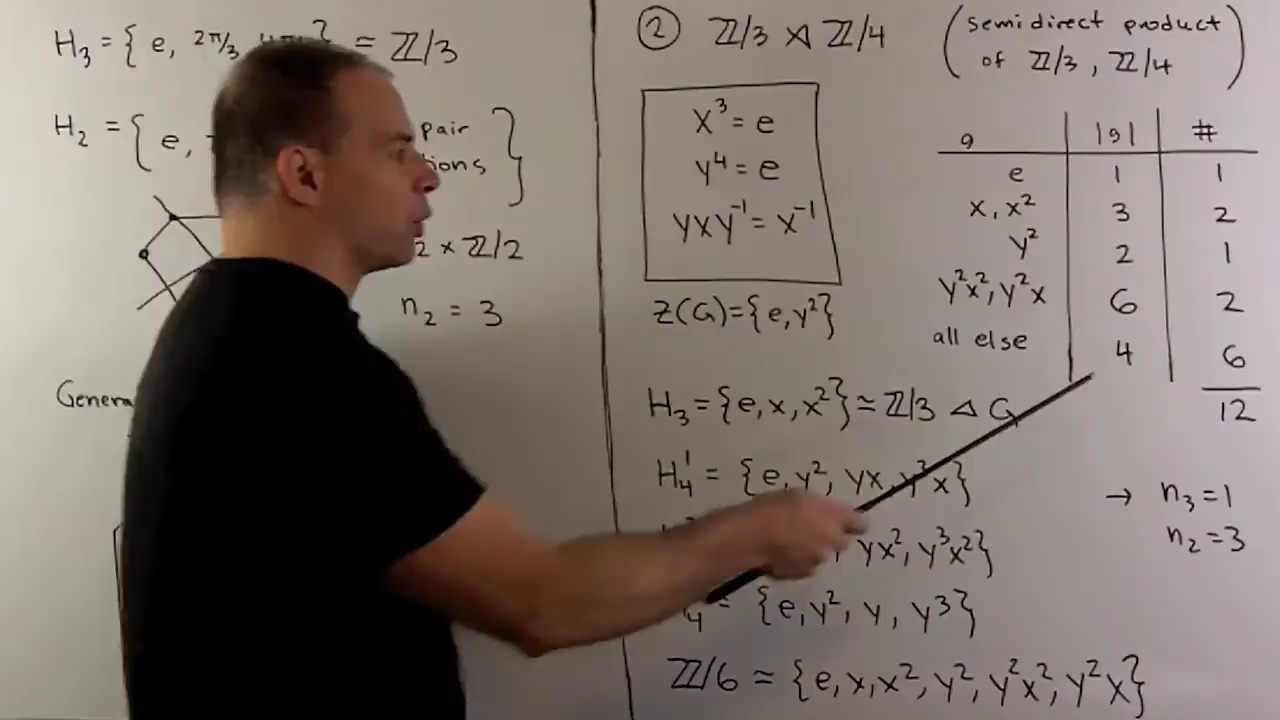 H₃ = { e, 2π/3, } ≃ ℤ/3
H₂ = { e, pair
2 × ℤ/2
n₂ = 3
② ℤ/3 ⋊ ℤ/4
(semidirect product
of ℤ/3, ℤ/4)
x³ = e
y⁴ = e
yxy⁻¹ = x⁻¹
Z(G) = {e, y²}
g |g| #
e 1 1
x, x² 3 2
y² 2 1
y²x², y²x 6 2
all else 4 6
12
H₃ = {e, x, x²} ≃ ℤ/3 ◁ G
H₄¹ = {e, y², yx, y³x}
, yx², y³x²}
₄ = {e, y², y, y³}
→ n₃ = 1
n₂ = 3
ℤ/6 ≃ {e, x, x², y², y²x², y²x}